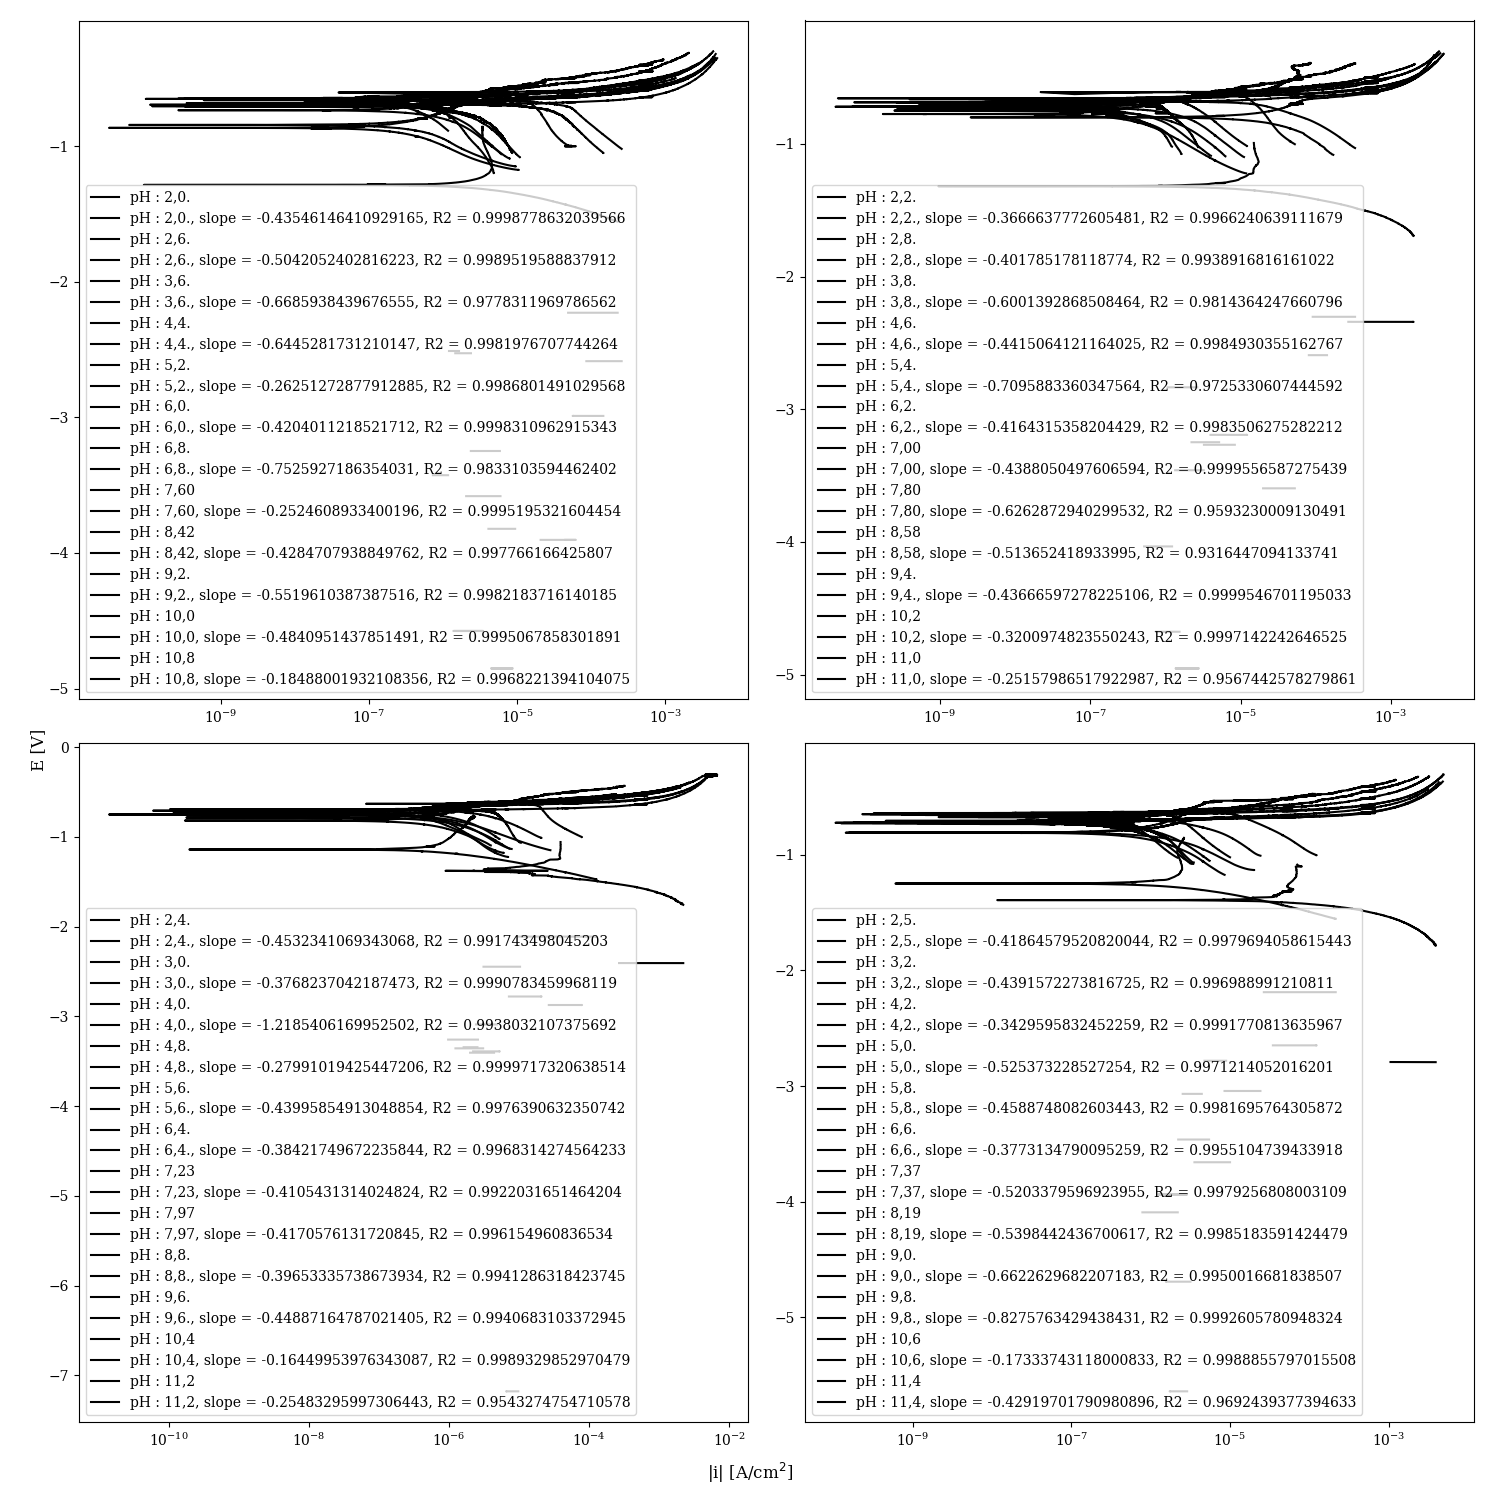 −1
−2
−3
−4
−5
pH : 2,0.
pH : 2,0., slope = -0.43546146410929165, R2 = 0.9998778632039566
pH : 2,6.
pH : 2,6., slope = -0.5042052402816223, R2 = 0.9989519588837912
pH : 3,6.
pH : 3,6., slope = -0.6685938439676555, R2 = 0.9778311969786562
pH : 4,4.
pH : 4,4., slope = -0.6445281731210147, R2 = 0.9981976707744264
pH : 5,2.
pH : 5,2., slope = -0.26251272877912885, R2 = 0.9986801491029568
pH : 6,0.
pH : 6,0., slope = -0.4204011218521712, R2 = 0.9998310962915343
pH : 6,8.
pH : 6,8., slope = -0.7525927186354031, R2 = 0.9833103594462402
pH : 7,60
pH : 7,60, slope = -0.2524608933400196, R2 = 0.9995195321604454
pH : 8,42
pH : 8,42, slope = -0.4284707938849762, R2 = 0.997766166425807
pH : 9,2.
pH : 9,2., slope = -0.5519610387387516, R2 = 0.9982183716140185
pH : 10,0
pH : 10,0, slope = -0.4840951437851491, R2 = 0.9995067858301891
pH : 10,8
pH : 10,8, slope = -0.18488001932108356, R2 = 0.9968221394104075
10⁻⁹ 10⁻⁷ 10⁻⁵ 10⁻³
−1
−2
−3
−4
−5
pH : 2,2.
pH : 2,2., slope = -0.3666637772605481, R2 = 0.9966240639111679
pH : 2,8.
pH : 2,8., slope = -0.401785178118774, R2 = 0.9938916816161022
pH : 3,8.
pH : 3,8., slope = -0.6001392868508464, R2 = 0.9814364247660796
pH : 4,6.
pH : 4,6., slope = -0.4415064121164025, R2 = 0.9984930355162767
pH : 5,4.
pH : 5,4., slope = -0.7095883360347564, R2 = 0.9725330607444592
pH : 6,2.
pH : 6,2., slope = -0.4164315358204429, R2 = 0.9983506275282212
pH : 7,00
pH : 7,00, slope = -0.4388050497606594, R2 = 0.9999556587275439
pH : 7,80
pH : 7,80, slope = -0.6262872940299532, R2 = 0.9593230009130491
pH : 8,58
pH : 8,58, slope = -0.513652418933995, R2 = 0.9316447094133741
pH : 9,4.
pH : 9,4., slope = -0.43666597278225106, R2 = 0.9999546701195033
pH : 10,2
pH : 10,2, slope = -0.3200974823550243, R2 = 0.9997142242646525
pH : 11,0
pH : 11,0, slope = -0.25157986517922987, R2 = 0.9567442578279861
10⁻⁹ 10⁻⁷ 10⁻⁵ 10⁻³
E [V]
0
−1
−2
−3
−4
−5
−6
−7
pH : 2,4.
pH : 2,4., slope = -0.4532341069343068, R2 = 0.991743498045203
pH : 3,0.
pH : 3,0., slope = -0.3768237042187473, R2 = 0.9990783459968119
pH : 4,0.
pH : 4,0., slope = -1.2185406169952502, R2 = 0.9938032107375692
pH : 4,8.
pH : 4,8., slope = -0.27991019425447206, R2 = 0.9999717320638514
pH : 5,6.
pH : 5,6., slope = -0.43995854913048854, R2 = 0.9976390632350742
pH : 6,4.
pH : 6,4., slope = -0.38421749672235844, R2 = 0.9968314274564233
pH : 7,23
pH : 7,23, slope = -0.4105431314024824, R2 = 0.9922031651464204
pH : 7,97
pH : 7,97, slope = -0.4170576131720845, R2 = 0.996154960836534
pH : 8,8.
pH : 8,8., slope = -0.39653335738673934, R2 = 0.9941286318423745
pH : 9,6.
pH : 9,6., slope = -0.44887164787021405, R2 = 0.9940683103372945
pH : 10,4
pH : 10,4, slope = -0.16449953976343087, R2 = 0.9989329852970479
pH : 11,2
pH : 11,2, slope = -0.25483295997306443, R2 = 0.9543274754710578
10⁻¹⁰ 10⁻⁸ 10⁻⁶ 10⁻⁴ 10⁻²
−1
−2
−3
−4
−5
pH : 2,5.
pH : 2,5., slope = -0.41864579520820044, R2 = 0.9979694058615443
pH : 3,2.
pH : 3,2., slope = -0.4391572273816725, R2 = 0.996988991210811
pH : 4,2.
pH : 4,2., slope = -0.3429595832452259, R2 = 0.9991770813635967
pH : 5,0.
pH : 5,0., slope = -0.525373228527254, R2 = 0.9971214052016201
pH : 5,8.
pH : 5,8., slope = -0.4588748082603443, R2 = 0.9981695764305872
pH : 6,6.
pH : 6,6., slope = -0.3773134790095259, R2 = 0.9955104739433918
pH : 7,37
pH : 7,37, slope = -0.5203379596923955, R2 = 0.9979256808003109
pH : 8,19
pH : 8,19, slope = -0.5398442436700617, R2 = 0.9985183591424479
pH : 9,0.
pH : 9,0., slope = -0.6622629682207183, R2 = 0.9950016681838507
pH : 9,8.
pH : 9,8., slope = -0.8275763429438431, R2 = 0.9992605780948324
pH : 10,6
pH : 10,6, slope = -0.17333743118000833, R2 = 0.9988855797015508
pH : 11,4
pH : 11,4, slope = -0.42919701790980896, R2 = 0.9692439377394633
10⁻⁹ 10⁻⁷ 10⁻⁵ 10⁻³
|i| [A/cm²]